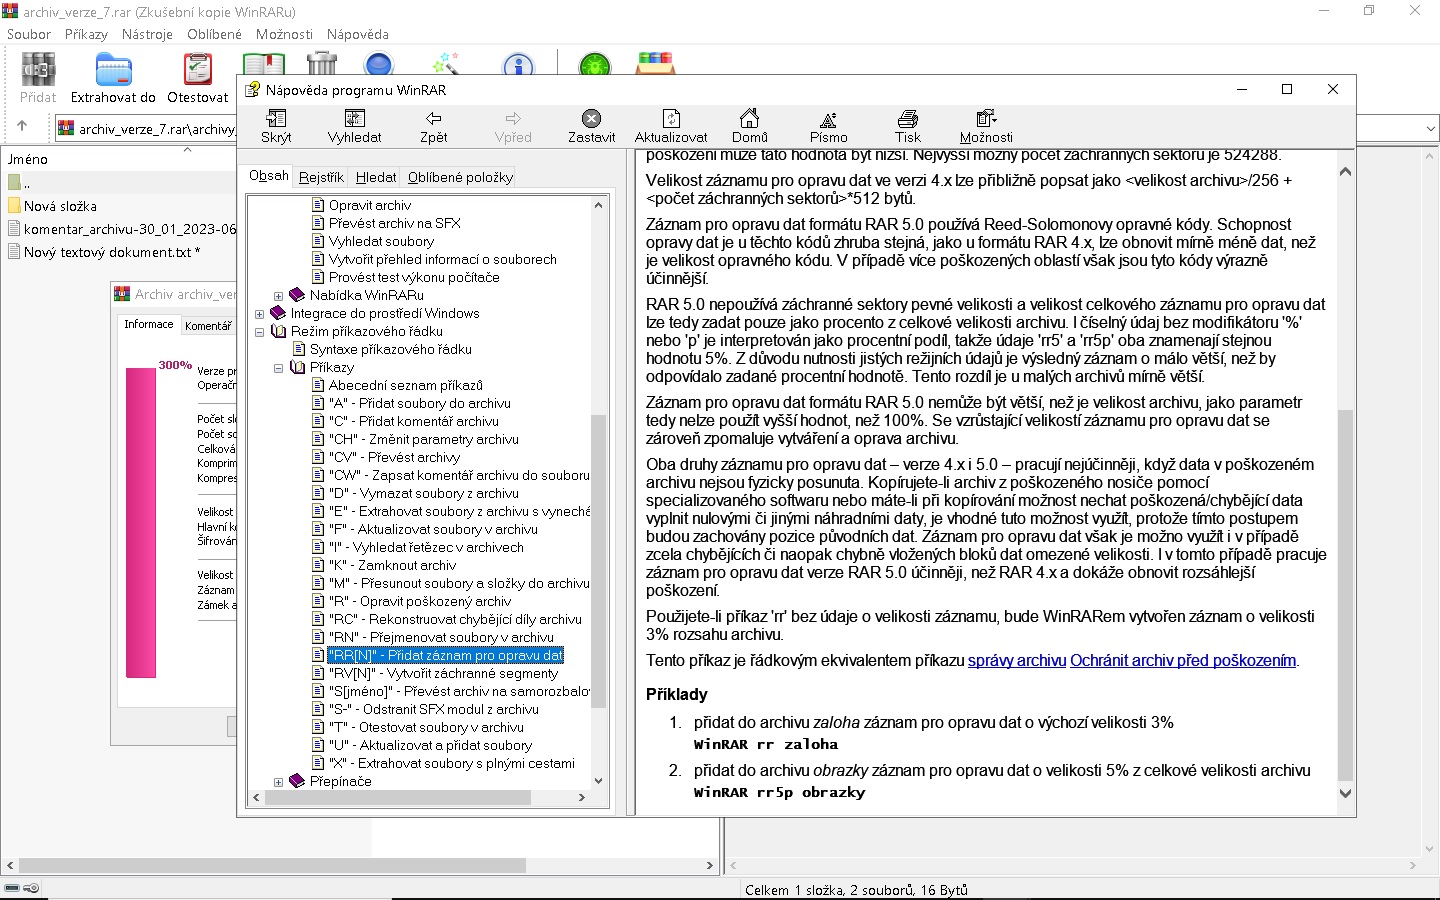 archiv_verze_7.rar (Zkušební kopie WinRARu)
Soubor Příkazy Nástroje Oblíbené Možnosti Nápověda
Přidat Extrahovat do Otestovat
archiv_verze_7.rar\archivy
Jméno
..
Nová složka
komentar_archivu-30_01_2023-06
Nový textový dokument.txt *
Archiv archiv_ver
Informace Komentář
300%
Verze pr
Operačn
Počet slo
Počet so
Celková
Komprim
Kompres
Velikost
Hlavní k
Šifrován
Velikost
Záznam
Zámek a
Nápověda programu WinRAR
Skrýt Vyhledat Zpět Vpřed Zastavit Aktualizovat Domů Písmo Tisk Možnosti
Obsah Rejstřík Hledat Oblíbené položky
Opravit archiv
Převést archiv na SFX
Vyhledat soubory
Vytvořit přehled informací o souborech
Provést test výkonu počítače
Nabídka WinRARu
Integrace do prostředí Windows
Režim příkazového řádku
Syntaxe příkazového řádku
Příkazy
Abecední seznam příkazů
"A" - Přidat soubory do archivu
"C" - Přidat komentář archivu
"CH" - Změnit parametry archivu
"CV" - Převést archivy
"CW" - Zapsat komentář archivu do souboru
"D" - Vymazat soubory z archivu
"E" - Extrahovat soubory z archivu s vynechá
"F" - Aktualizovat soubory v archivu
"I" - Vyhledat řetězec v archivech
"K" - Zamknout archiv
"M" - Přesunout soubory a složky do archivu
"R" - Opravit poškozený archiv
"RC" - Rekonstruovat chybějící díly archivu
"RN" - Přejmenovat soubory v archivu
"RR[N]" - Přidat záznam pro opravu dat
"RV[N]" - Vytvořit záchranné segmenty
"S[jméno]" - Převést archiv na samorozbalo
"S-" - Odstranit SFX modul z archivu
"T" - Otestovat soubory v archivu
"U" - Aktualizovat a přidat soubory
"X" - Extrahovat soubory s plnými cestami
Přepínače
poškození může tato hodnota být nižší. Nejvyšší možný počet záchranných sektorů je 524288.
Velikost záznamu pro opravu dat ve verzi 4.x lze přibližně popsat jako <velikost archivu>/256 +
<počet záchranných sektorů>*512 bytů.
Záznam pro opravu dat formátu RAR 5.0 používá Reed-Solomonovy opravné kódy. Schopnost
opravy dat je u těchto kódů zhruba stejná, jako u formátu RAR 4.x, lze obnovit mírně méně dat, než
je velikost opravného kódu. V případě více poškozených oblastí však jsou tyto kódy výrazně
účinnější.
RAR 5.0 nepoužívá záchranné sektory pevné velikosti a velikost celkového záznamu pro opravu dat
lze tedy zadat pouze jako procento z celkové velikosti archivu. I číselný údaj bez modifikátoru '%'
nebo 'p' je interpretován jako procentní podíl, takže údaje 'rr5' a 'rr5p' oba znamenají stejnou
hodnotu 5%. Z důvodu nutnosti jistých režijních údajů je výsledný záznam o málo větší, než by
odpovídalo zadané procentní hodnotě. Tento rozdíl je u malých archivů mírně větší.
Záznam pro opravu dat formátu RAR 5.0 nemůže být větší, než je velikost archivu, jako parametr
tedy nelze použít vyšší hodnot, než 100%. Se vzrůstající velikostí záznamu pro opravu dat se
zároveň zpomaluje vytváření a oprava archivu.
Oba druhy záznamu pro opravu dat – verze 4.x i 5.0 – pracují nejúčinněji, když data v poškozeném
archivu nejsou fyzicky posunuta. Kopírujete-li archiv z poškozeného nosiče pomocí
specializovaného softwaru nebo máte-li při kopírování možnost nechat poškozená/chybějící data
vyplnit nulovými či jinými náhradními daty, je vhodné tuto možnost využít, protože tímto postupem
budou zachovány pozice původních dat. Záznam pro opravu dat však je možno využít i v případě
zcela chybějících či naopak chybně vložených bloků dat omezené velikosti. I v tomto případě pracuje
záznam pro opravu dat verze RAR 5.0 účinněji, než RAR 4.x a dokáže obnovit rozsáhlejší
poškození.
Použijete-li příkaz 'rr' bez údaje o velikosti záznamu, bude WinRARem vytvořen záznam o velikosti
3% rozsahu archivu.
Tento příkaz je řádkovým ekvivalentem příkazu správy archivu Ochránit archiv před poškozením.
Příklady
1. přidat do archivu zaloha záznam pro opravu dat o výchozí velikosti 3%
WinRAR rr zaloha
2. přidat do archivu obrazky záznam pro opravu dat o velikosti 5% z celkové velikosti archivu
WinRAR rr5p obrazky
Celkem 1 složka, 2 souborů, 16 Bytů